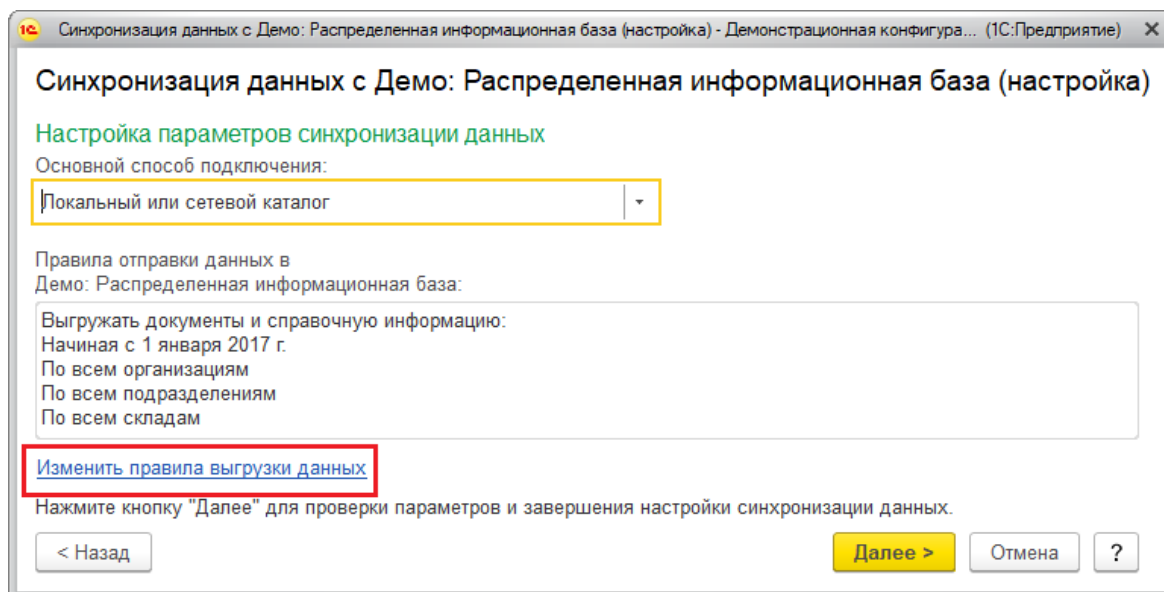 1С Синхронизация данных с Демо: Распределенная информационная база (настройка) - Демонстрационная конфигура... (1С:Предприятие) ×
Синхронизация данных с Демо: Распределенная информационная база (настройка)
Настройка параметров синхронизации данных
Основной способ подключения:
Локальный или сетевой каталог
Правила отправки данных в
Демо: Распределенная информационная база:
Выгружать документы и справочную информацию:
Начиная с 1 января 2017 г.
По всем организациям
По всем подразделениям
По всем складам
Изменить правила выгрузки данных
Нажмите кнопку "Далее" для проверки параметров и завершения настройки синхронизации данных.
< Назад Далее > Отмена ?